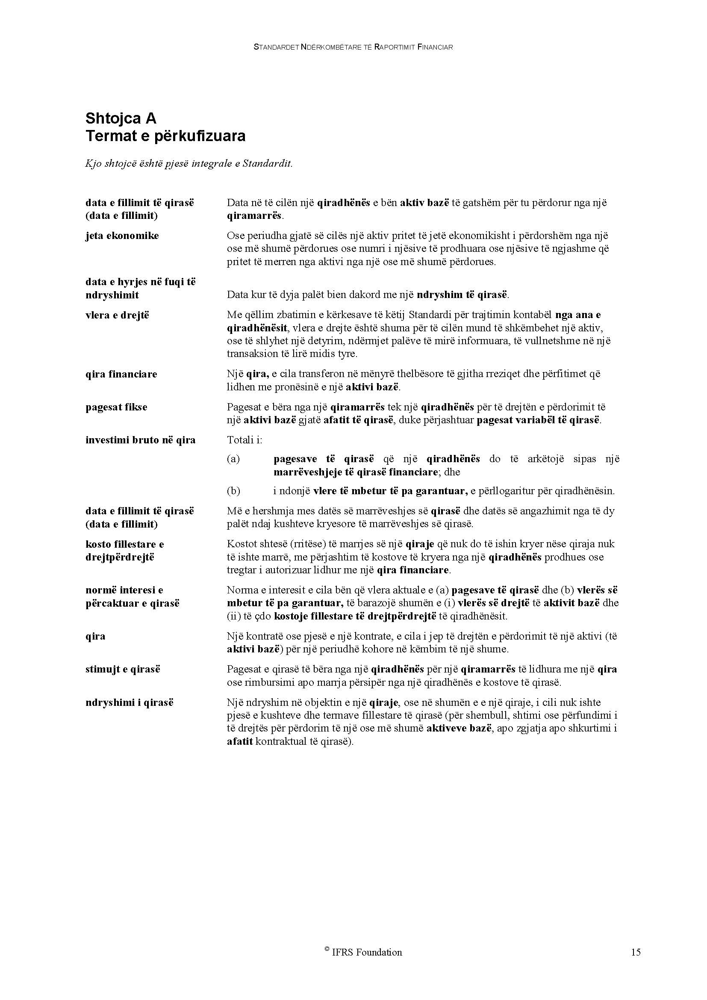 STANDARDET NDËRKOMBËTARE TË RAPORTIMIT FINANCIAR
Shtojca A
Termat e përkufizuara
Kjo shtojcë është pjesë integrale e Standardit.
data e fillimit të qirasë
(data e fillimit)
Data në të cilën një qiradhënës e bën aktiv bazë të gatshëm për tu përdorur nga një
qiramarrës.
jeta ekonomike
Ose periudha gjatë së cilës një aktiv pritet të jetë ekonomikisht i përdorshëm nga një
ose më shumë përdorues ose numri i njësive të prodhuara ose njësive të ngjashme që
pritet të merren nga aktivi nga një ose më shumë përdorues.
data e hyrjes në fuqi të
ndryshimit
Data kur të dyja palët bien dakord me një ndryshim të qirasë.
vlera e drejtë
Me qëllim zbatimin e kërkesave të këtij Standardi për trajtimin kontabël nga ana e
qiradhënësit, vlera e drejte është shuma për të cilën mund të shkëmbehet një aktiv,
ose të shlyhet një detyrim, ndërmjet palëve të mirë informuara, të vullnetshme në një
transaksion të lirë midis tyre.
qira financiare
Një qira, e cila transferon në mënyrë thelbësore të gjitha rreziqet dhe përfitimet që
lidhen me pronësinë e një aktivi bazë.
pagesat fikse
Pagesat e bëra nga një qiramarrës tek një qiradhënës për të drejtën e përdorimit të
një aktivi bazë gjatë afatit të qirasë, duke përjashtuar pagesat variabël të qirasë.
investimi bruto në qira
Totali i:
(a) pagesave të qirasë që një qiradhënës do të arkëtojë sipas një
marrëveshjeje të qirasë financiare; dhe
(b) i ndonjë vlere të mbetur të pa garantuar, e përllogaritur për qiradhënësin.
data e fillimit të qirasë
(data e fillimit)
Më e hershmja mes datës së marrëveshjes së qirasë dhe datës së angazhimit nga të dy
palët ndaj kushteve kryesore të marrëveshjes së qirasë.
kosto fillestare e
drejtpërdrejtë
Kostot shtesë (rritëse) të marrjes së një qiraje që nuk do të ishin kryer nëse qiraja nuk
të ishte marrë, me përjashtim të kostove të kryera nga një qiradhënës prodhues ose
tregtar i autorizuar lidhur me një qira financiare.
normë interesi e
përcaktuar e qirasë
Norma e interesit e cila bën që vlera aktuale e (a) pagesave të qirasë dhe (b) vlerës së
mbetur të pa garantuar, të barazojë shumën e (i) vlerës së drejtë të aktivit bazë dhe
(ii) të çdo kostoje fillestare të drejtpërdrejtë të qiradhënësit.
qira
Një kontratë ose pjesë e një kontrate, e cila i jep të drejtën e përdorimit të një aktivi (të
aktivi bazë) për një periudhë kohore në këmbim të një shume.
stimujt e qirasë
Pagesat e qirasë të bëra nga një qiradhënës për një qiramarrës të lidhura me një qira
ose rimbursimi apo marrja përsipër nga një qiradhënës e kostove të qirasë.
ndryshimi i qirasë
Një ndryshim në objektin e një qiraje, ose në shumën e e një qiraje, i cili nuk ishte
pjesë e kushteve dhe termave fillestare të qirasë (për shembull, shtimi ose përfundimi i
të drejtës për përdorim të një ose më shumë aktiveve bazë, apo zgjatja apo shkurtimi i
afatit kontraktual të qirasë).
© IFRS Foundation
15